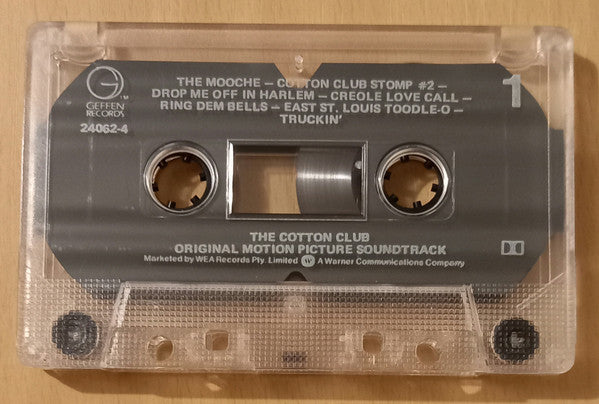 THE MOOCHE – COTTON CLUB STOMP #2 –
DROP ME OFF IN HARLEM – CREOLE LOVE CALL –
RING DEM BELLS – EAST ST. LOUIS TOODLE-O –
TRUCKIN'
1
G
TM
GEFFEN
RECORDS
24062-4
THE COTTON CLUB
ORIGINAL MOTION PICTURE SOUNDTRACK
Marketed by WEA Records Pty. Limited W A Warner Communications Company